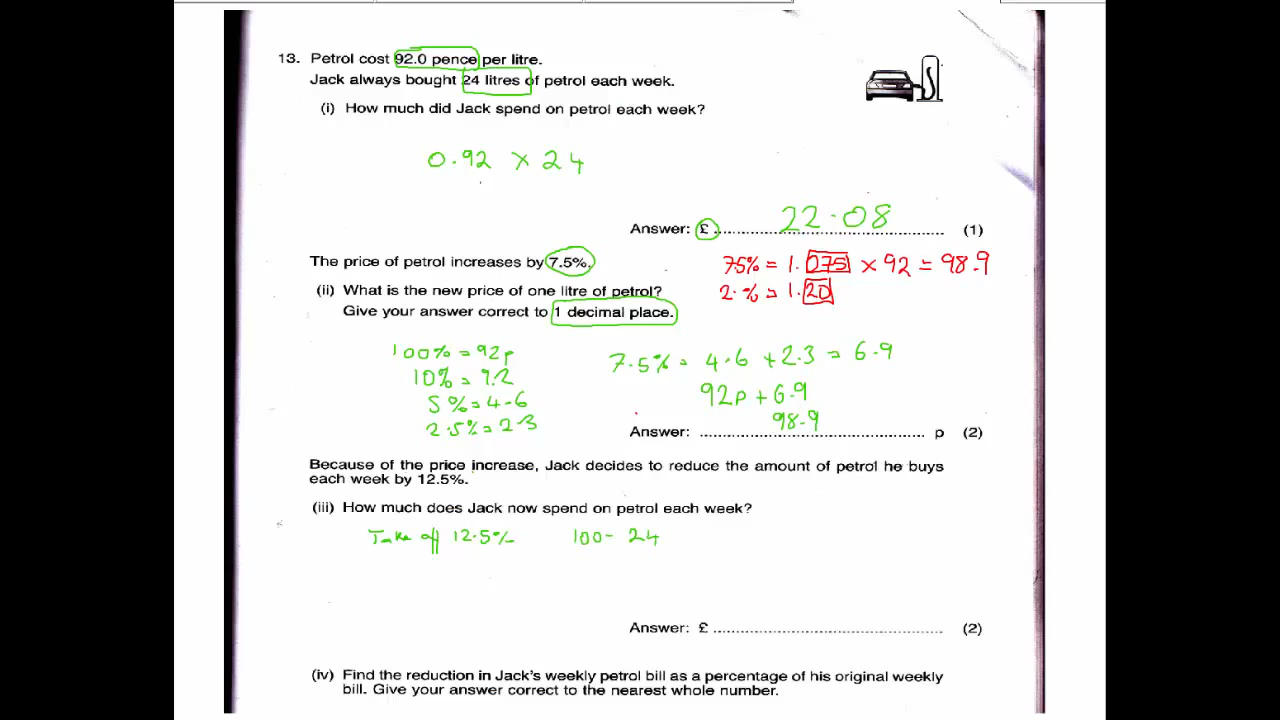 13. Petrol cost 92.0 pence per litre.
Jack always bought 24 litres of petrol each week.
(i) How much did Jack spend on petrol each week?
0.92 × 24
Answer: £ 22.08 (1)
The price of petrol increases by 7.5%.
7.5% = 1.075 × 92 = 98.9
(ii) What is the new price of one litre of petrol?
2.% = 1.20
Give your answer correct to 1 decimal place.
100% = 92p
10% = 9.2
5% = 4.6
2.5% = 2.3
7.5% = 4.6 + 2.3 = 6.9
92p + 6.9
98.9
Answer: p (2)
Because of the price increase, Jack decides to reduce the amount of petrol he buys
each week by 12.5%.
(iii) How much does Jack now spend on petrol each week?
Take off 12.5% 100- 24
Answer: £ (2)
(iv) Find the reduction in Jack's weekly petrol bill as a percentage of his original weekly
bill. Give your answer correct to the nearest whole number.